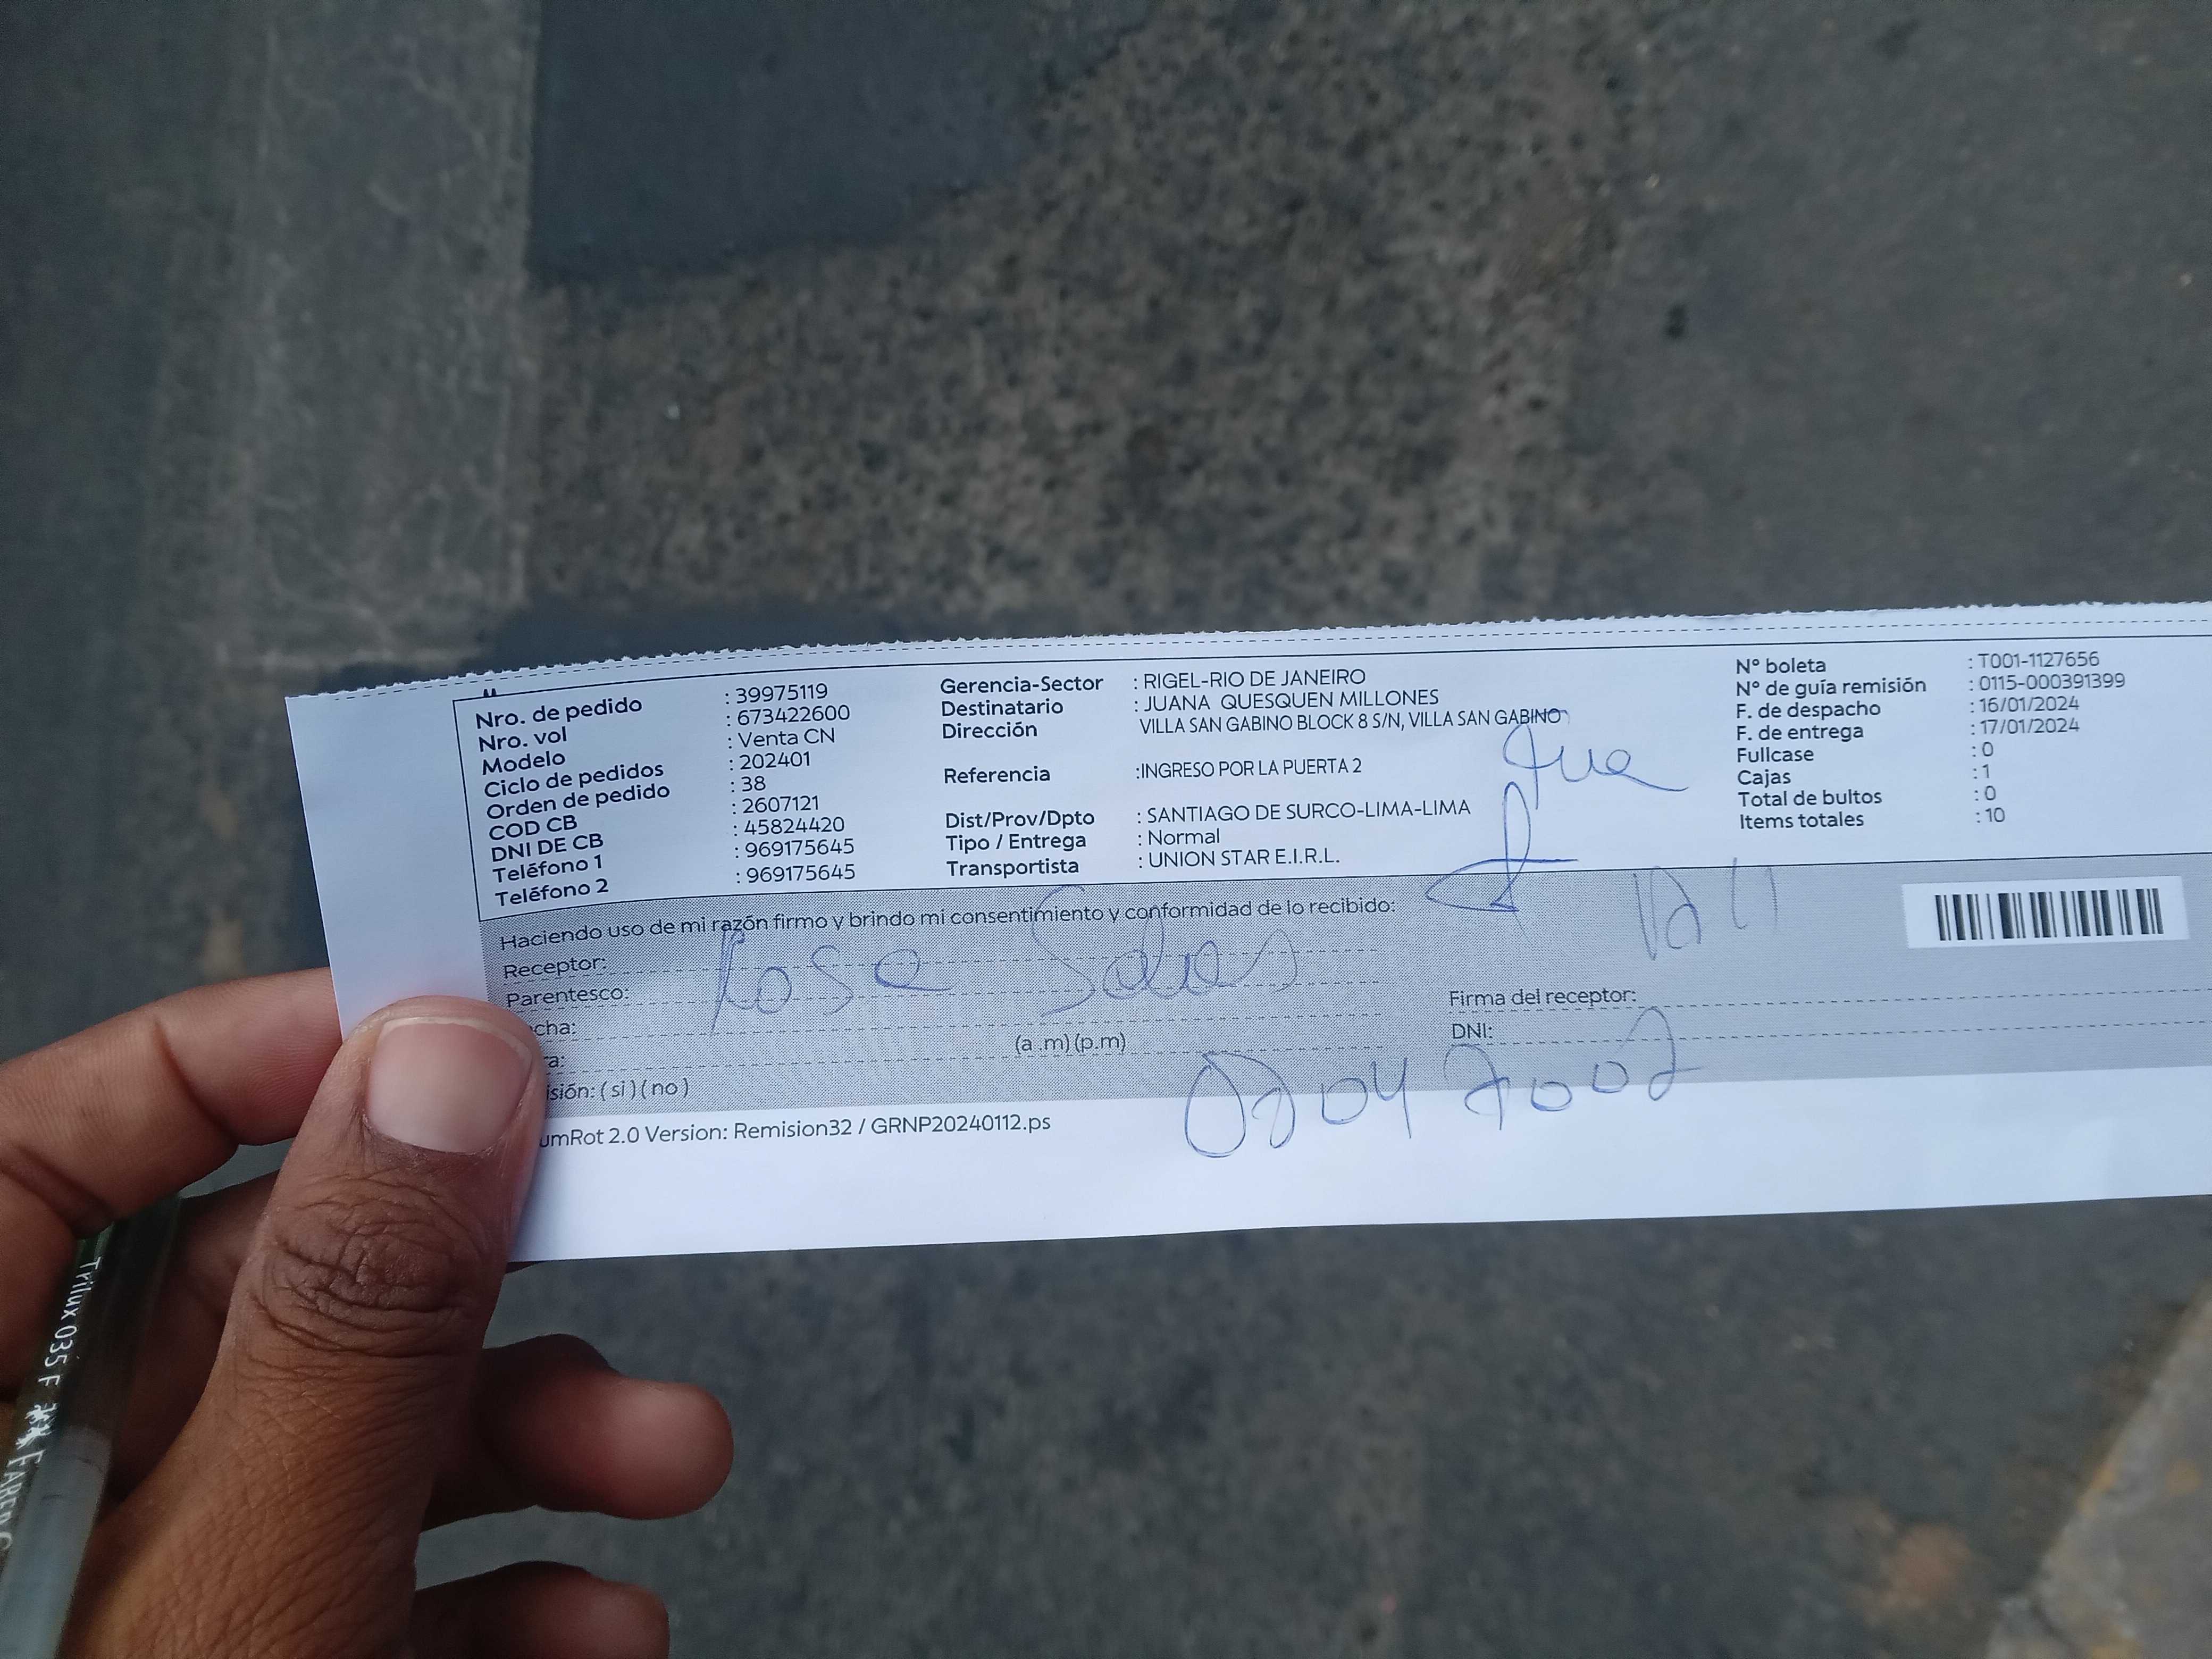 Nro. de pedido : 39975119
Nro. vol : 673422600
Modelo : Venta CN
Ciclo de pedidos : 202401
Orden de pedido : 38
COD CB : 2607121
DNI DE CB : 45824420
Teléfono 1 : 969175645
Teléfono 2 : 969175645
Gerencia-Sector : RIGEL-RIO DE JANEIRO
Destinatario : JUANA QUESQUEN MILLONES
Dirección VILLA SAN GABINO BLOCK 8 S/N, VILLA SAN GABINO
Referencia :INGRESO POR LA PUERTA 2
Dist/Prov/Dpto : SANTIAGO DE SURCO-LIMA-LIMA
Tipo / Entrega : Normal
Transportista : UNION STAR E.I.R.L.
N° boleta : T001-1127656
N° de guía remisión : 0115-000391399
F. de despacho : 16/01/2024
F. de entrega : 17/01/2024
Fullcase : 0
Cajas : 1
Total de bultos : 0
Items totales : 10
Haciendo uso de mi razón firmo y brindo mi consentimiento y conformidad de lo recibido:
Receptor:
Parentesco:
cha:
a: (a .m) (p.m)
isión: ( si ) ( no )
Firma del receptor:
DNI:
umRot 2.0 Version: Remision32 / GRNP20240112.ps
Trilux 035 F